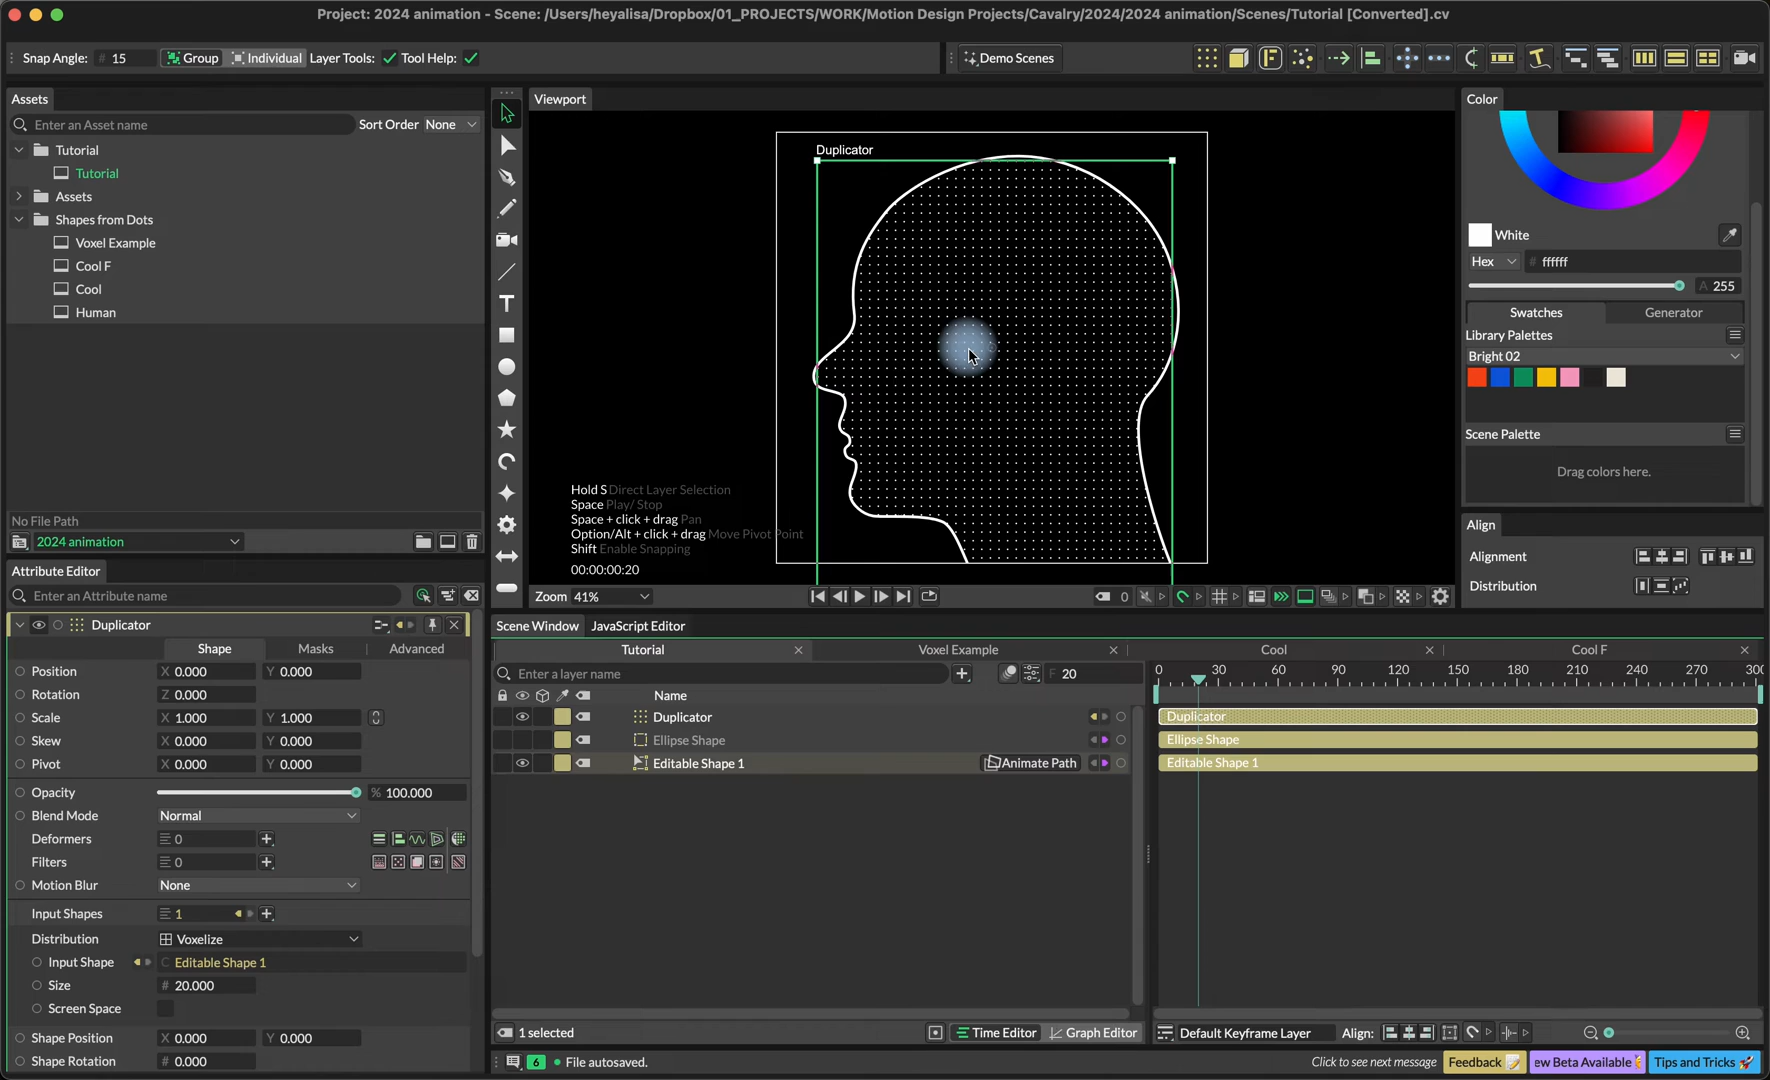 Project: 2024 animation - Scene: /Users/heyalisa/Dropbox/01_PROJECTS/WORK/Motion Design Projects/Cavalry/2024/2024 animation/Scenes/Tutorial [Converted].cv
Snap Angle: # 15 Group Individual Layer Tools: Tool Help: Demo Scenes
Assets
Enter an Asset name Sort Order None
Tutorial
Tutorial
Assets
Shapes from Dots
Voxel Example
Cool F
Cool
Human
No File Path
2024 animation
Viewport
Duplicator
Hold S Direct Layer Selection
Space Play/ Stop
Space + click + drag Pan
Option/Alt + click + drag Move Pivot Point
Shift Enable Snapping
00:00:00:20
Zoom 41% 0
Color
White
Hex # ffffff
A 255
Swatches Generator
Library Palettes
Bright 02
Scene Palette
Drag colors here.
Align
Alignment
Distribution
Attribute Editor
Enter an Attribute name
Duplicator
Shape Masks Advanced
Position X 0.000 Y 0.000
Rotation Z 0.000
Scale X 1.000 Y 1.000
Skew X 0.000 Y 0.000
Pivot X 0.000 Y 0.000
Opacity % 100.000
Blend Mode Normal
Deformers 0
Filters 0
Motion Blur None
Input Shapes 1
Distribution Voxelize
Input Shape C Editable Shape 1
Size # 20.000
Screen Space
Shape Position X 0.000 Y 0.000
Shape Rotation # 0.000
Scene Window JavaScript Editor
Tutorial Voxel Example Cool Cool F
Enter a layer name F 20
0 30 60 90 120 150 180 210 240 270 300
Name
Duplicator
Ellipse Shape
Editable Shape 1 Animate Path
Duplicator
Ellipse Shape
Editable Shape 1
1 selected Time Editor Graph Editor Default Keyframe Layer Align:
6 File autosaved. Click to see next message Feedback ew Beta Available Tips and Tricks